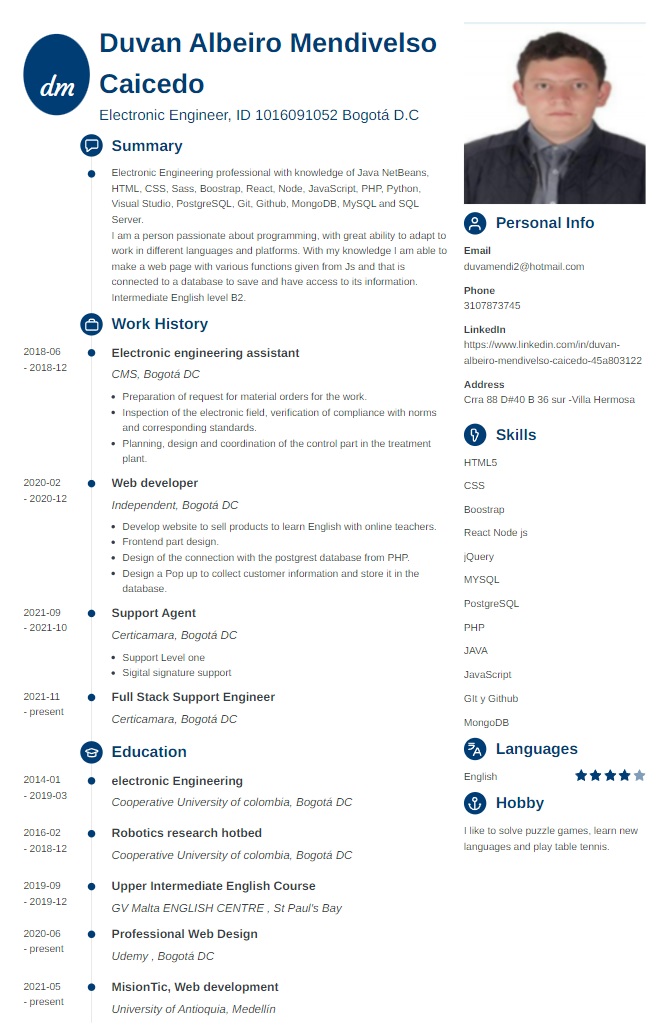 dm
Duvan Albeiro Mendivelso
Caicedo
Electronic Engineer, ID 1016091052 Bogotá D.C
Summary
Electronic Engineering professional with knowledge of Java NetBeans,
HTML, CSS, Sass, Boostrap, React, Node, JavaScript, PHP, Python,
Visual Studio, PostgreSQL, Git, Github, MongoDB, MySQL and SQL
Server.
I am a person passionate about programming, with great ability to adapt to
work in different languages and platforms. With my knowledge I am able to
make a web page with various functions given from Js and that is
connected to a database to save and have access to its information.
Intermediate English level B2.
Work History
2018-06
- 2018-12
Electronic engineering assistant
CMS, Bogotá DC
• Preparation of request for material orders for the work.
• Inspection of the electronic field, verification of compliance with norms
and corresponding standards.
• Planning, design and coordination of the control part in the treatment
plant.
2020-02
- 2020-12
Web developer
Independent, Bogotá DC
• Develop website to sell products to learn English with online teachers.
• Frontend part design.
• Design of the connection with the postgrest database from PHP.
• Design a Pop up to collect customer information and store it in the
database.
2021-09
- 2021-10
Support Agent
Certicamara, Bogotá DC
• Support Level one
• Sigital signature support
2021-11
- present
Full Stack Support Engineer
Certicamara, Bogotá DC
Education
2014-01
- 2019-03
electronic Engineering
Cooperative University of colombia, Bogotá DC
2016-02
- 2018-12
Robotics research hotbed
Cooperative University of colombia, Bogotá DC
2019-09
- 2019-12
Upper Intermediate English Course
GV Malta ENGLISH CENTRE , St Paul's Bay
2020-06
- present
Professional Web Design
Udemy , Bogotá DC
2021-05
- present
MisionTic, Web development
University of Antioquia, Medellín
Personal Info
Email
duvamendi2@hotmail.com
Phone
3107873745
LinkedIn
https://www.linkedin.com/in/duvan-
albeiro-mendivelso-caicedo-45a803122
Address
Crra 88 D#40 B 36 sur -Villa Hermosa
Skills
HTML5
CSS
Boostrap
React Node js
jQuery
MYSQL
PostgreSQL
PHP
JAVA
JavaScript
GIt y Github
MongoDB
Languages
English
Hobby
I like to solve puzzle games, learn new
languages and play table tennis.